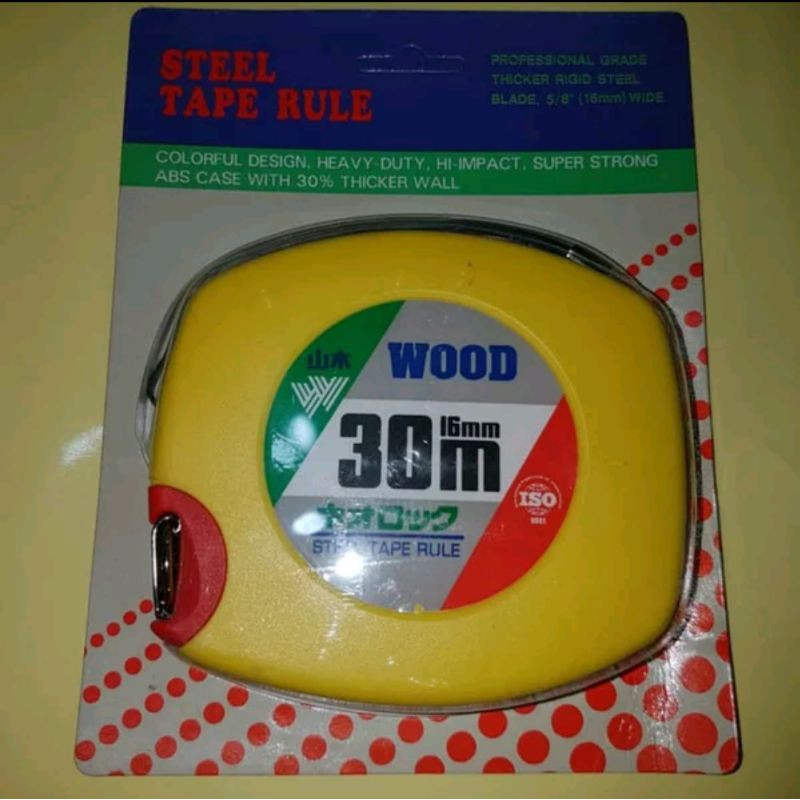 STEEL
TAPE RULE
PROFESSIONAL GRADE
THICKER RIGID STEEL
BLADE, 5/8" (16mm) WIDE
COLORFUL DESIGN, HEAVY-DUTY, HI-IMPACT, SUPER STRONG
ABS CASE WITH 30% THICKER WALL
山木
WOOD
30m
16mm
ネオロック
STEEL TAPE RULE
ISO